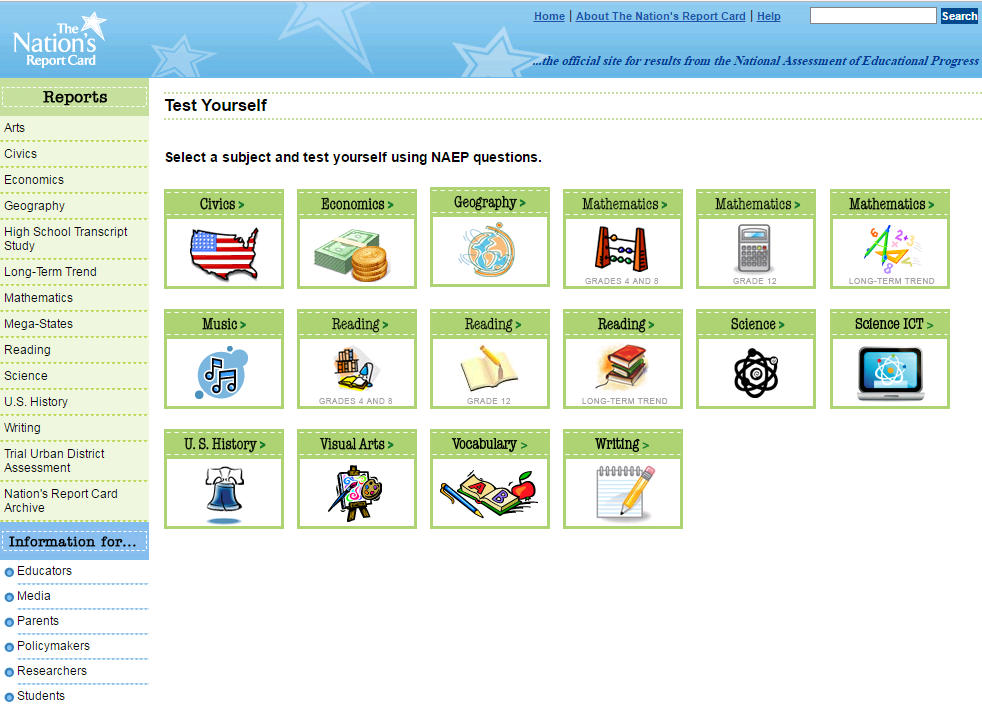 Home | About The Nation's Report Card | Help
Search
The
Nation's
Report Card
...the official site for results from the National Assessment of Educational Progress
Reports
Arts
Civics
Economics
Geography
High School Transcript
Study
Long-Term Trend
Mathematics
Mega-States
Reading
Science
U.S. History
Writing
Trial Urban District
Assessment
Nation's Report Card
Archive
Information for...
Educators
Media
Parents
Policymakers
Researchers
Students
Test Yourself
Select a subject and test yourself using NAEP questions.
Civics >
Economics >
Geography >
Mathematics >
GRADES 4 AND 8
Mathematics >
GRADE 12
Mathematics >
6 2+3
8
LONG-TERM TREND
Music >
Reading >
GRADES 4 AND 8
Reading >
GRADE 12
Reading >
LONG-TERM TREND
Science >
Science ICT >
U. S. History >
Visual Arts >
Vocabulary >
A B
Writing >